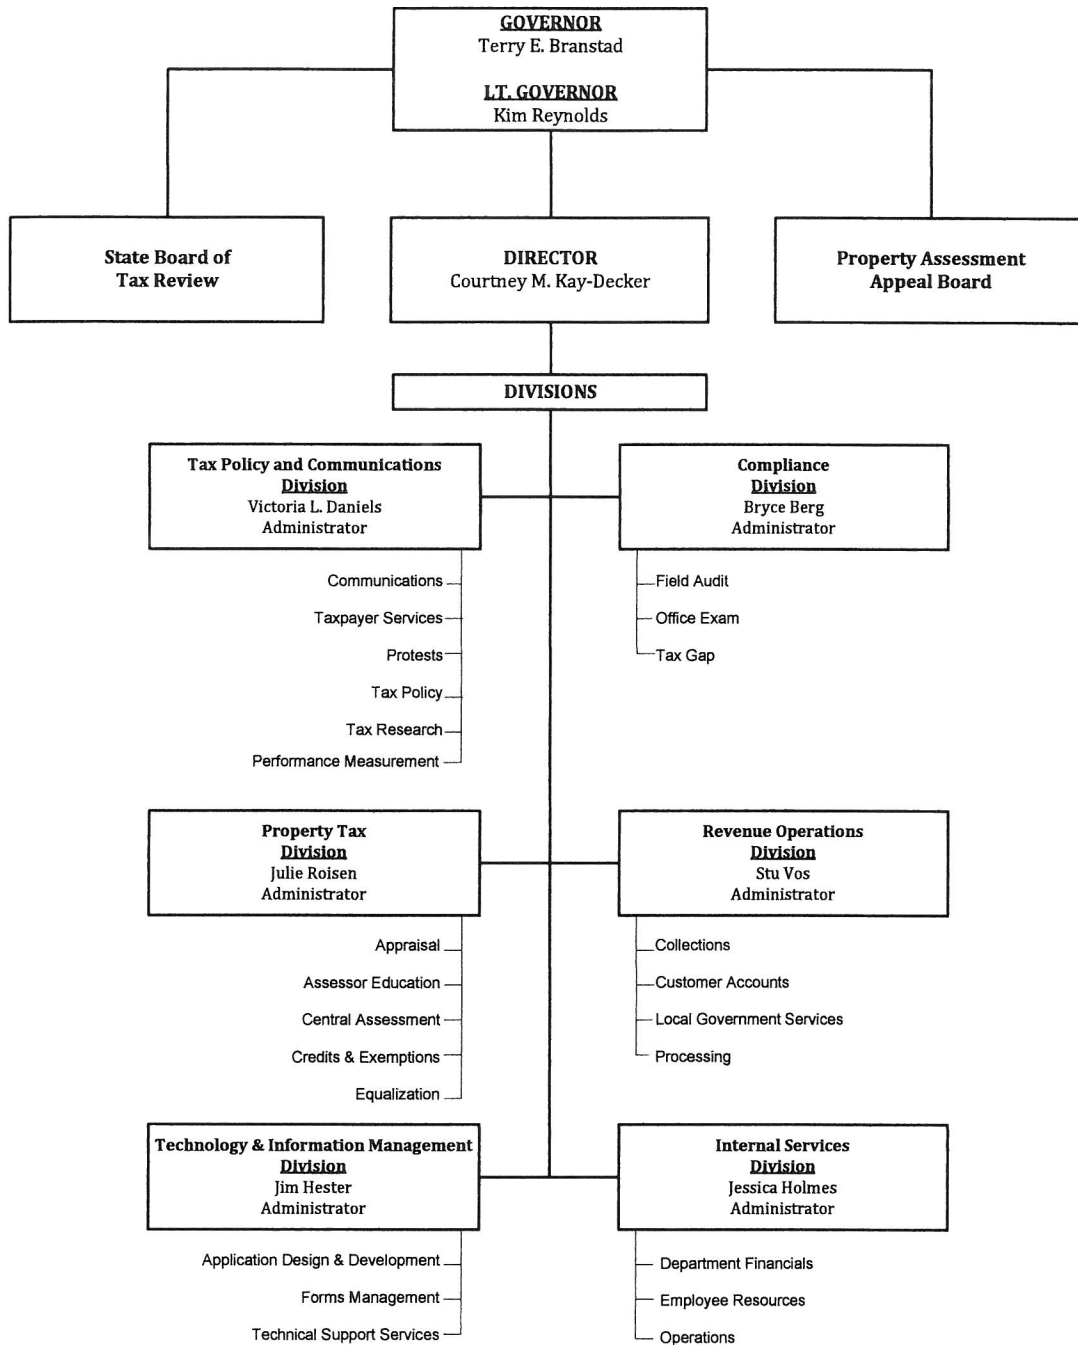 GOVERNOR
Terry E. Branstad
LT. GOVERNOR
Kim Reynolds
State Board of
Tax Review
DIRECTOR
Courtney M. Kay-Decker
Property Assessment
Appeal Board
DIVISIONS
Tax Policy and Communications
Division
Victoria L. Daniels
Administrator
Communications
Taxpayer Services
Protests
Tax Policy
Tax Research
Performance Measurement
Compliance
Division
Bryce Berg
Administrator
Field Audit
Office Exam
Tax Gap
Property Tax
Division
Julie Roisen
Administrator
Appraisal
Assessor Education
Central Assessment
Credits & Exemptions
Equalization
Revenue Operations
Division
Stu Vos
Administrator
Collections
Customer Accounts
Local Government Services
Processing
Technology & Information Management
Division
Jim Hester
Administrator
Application Design & Development
Forms Management
Technical Support Services
Internal Services
Division
Jessica Holmes
Administrator
Department Financials
Employee Resources
Operations